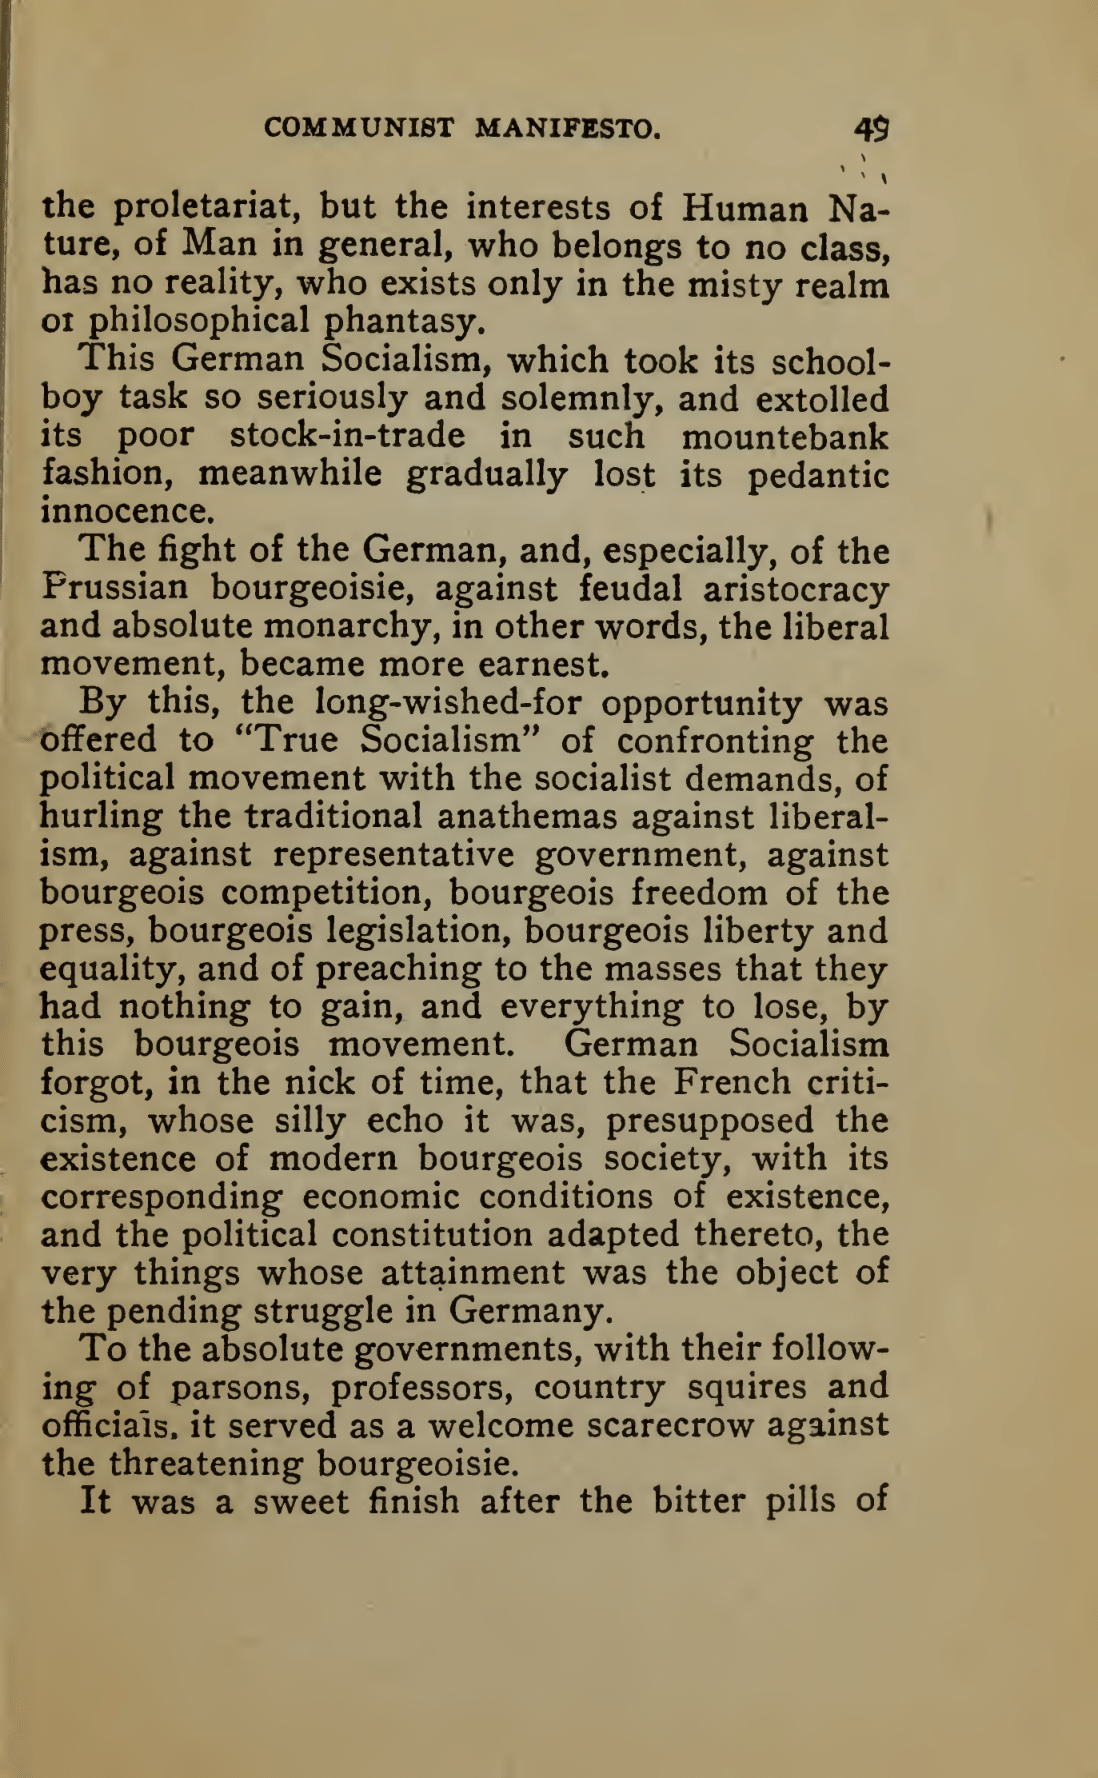 COMMUNIST MANIFESTO. 49
the proletariat, but the interests of Human Na-
ture, of Man in general, who belongs to no class,
has no reality, who exists only in the misty realm
of philosophical phantasy.
This German Socialism, which took its school-
boy task so seriously and solemnly, and extolled
its poor stock-in-trade in such mountebank
fashion, meanwhile gradually lost its pedantic
innocence.
The fight of the German, and, especially, of the
Prussian bourgeoisie, against feudal aristocracy
and absolute monarchy, in other words, the liberal
movement, became more earnest.
By this, the long-wished-for opportunity was
offered to "True Socialism" of confronting the
political movement with the socialist demands, of
hurling the traditional anathemas against liberal-
ism, against representative government, against
bourgeois competition, bourgeois freedom of the
press, bourgeois legislation, bourgeois liberty and
equality, and of preaching to the masses that they
had nothing to gain, and everything to lose, by
this bourgeois movement. German Socialism
forgot, in the nick of time, that the French criti-
cism, whose silly echo it was, presupposed the
existence of modern bourgeois society, with its
corresponding economic conditions of existence,
and the political constitution adapted thereto, the
very things whose attainment was the object of
the pending struggle in Germany.
To the absolute governments, with their follow-
ing of parsons, professors, country squires and
officials, it served as a welcome scarecrow against
the threatening bourgeoisie.
It was a sweet finish after the bitter pills of